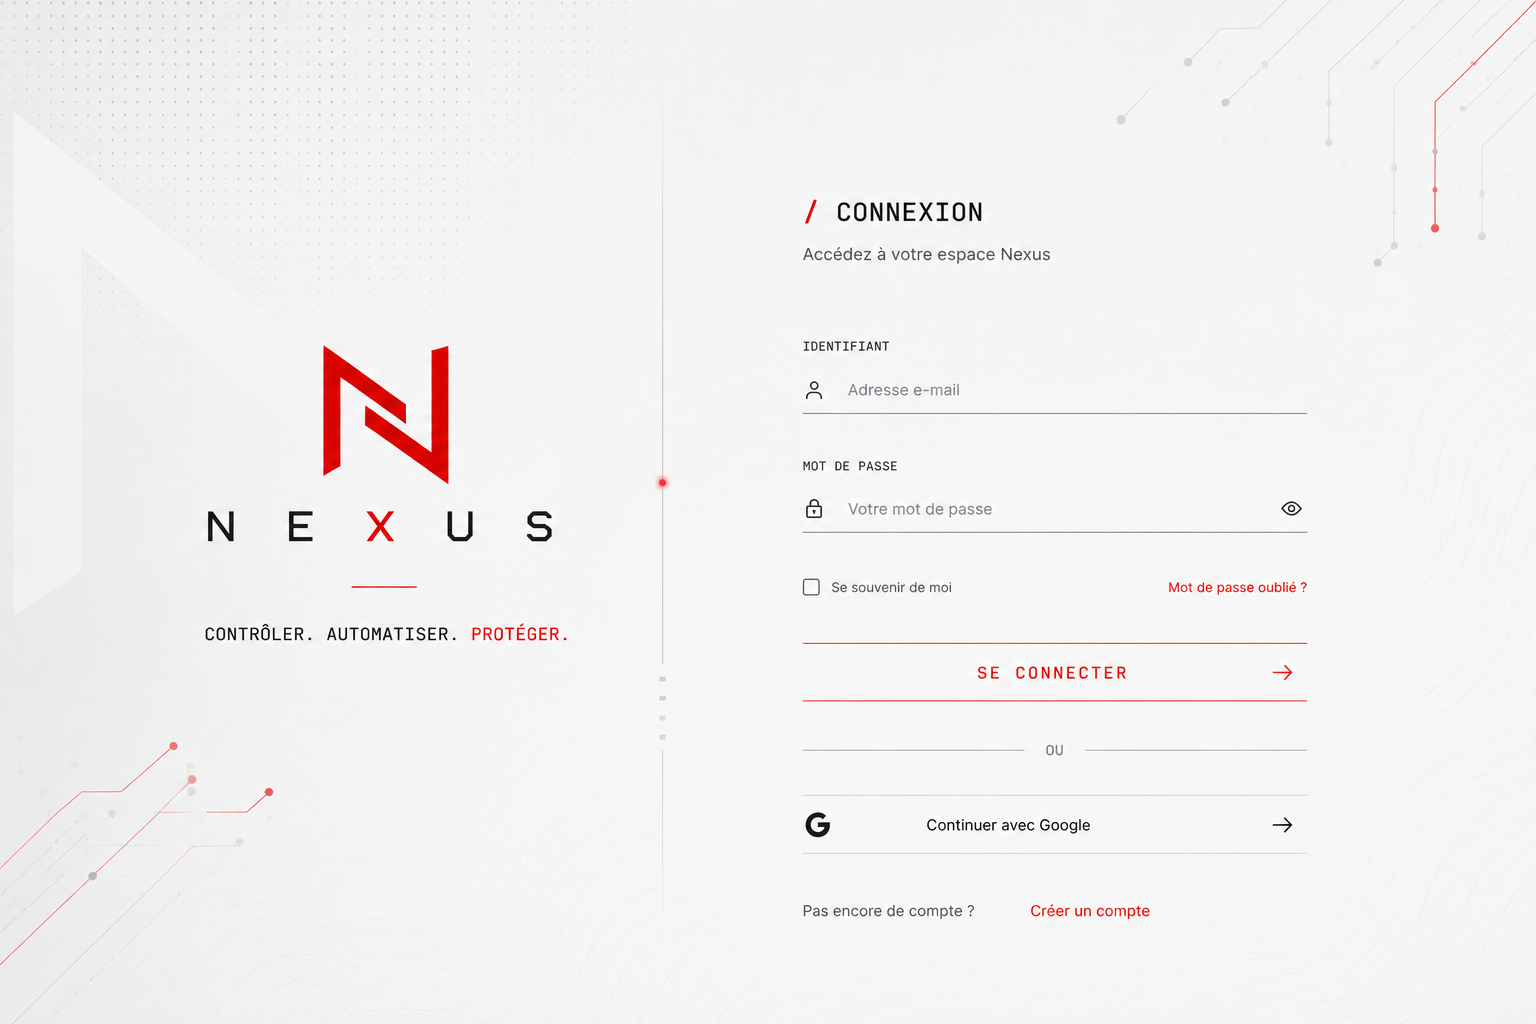 NEXUS
CONTRÔLER. AUTOMATISER. PROTÉGER.
/ CONNEXION
Accédez à votre espace Nexus
IDENTIFIANT
Adresse e-mail
MOT DE PASSE
Votre mot de passe
Se souvenir de moi
Mot de passe oublié ?
SE CONNECTER
OU
Continuer avec Google
Pas encore de compte ? Créer un compte